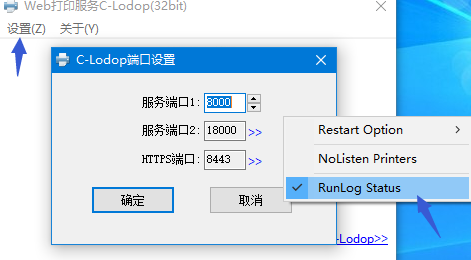 Web打印服务C-Lodop(32bit)
设置(Z) 关于(Y)
C-Lodop端口设置
服务端口1: 8000
服务端口2: 18000 >>
HTTPS端口: 8443 >>
确定 取消
Restart Option
NoListen Printers
RunLog Status
-Lodop>>